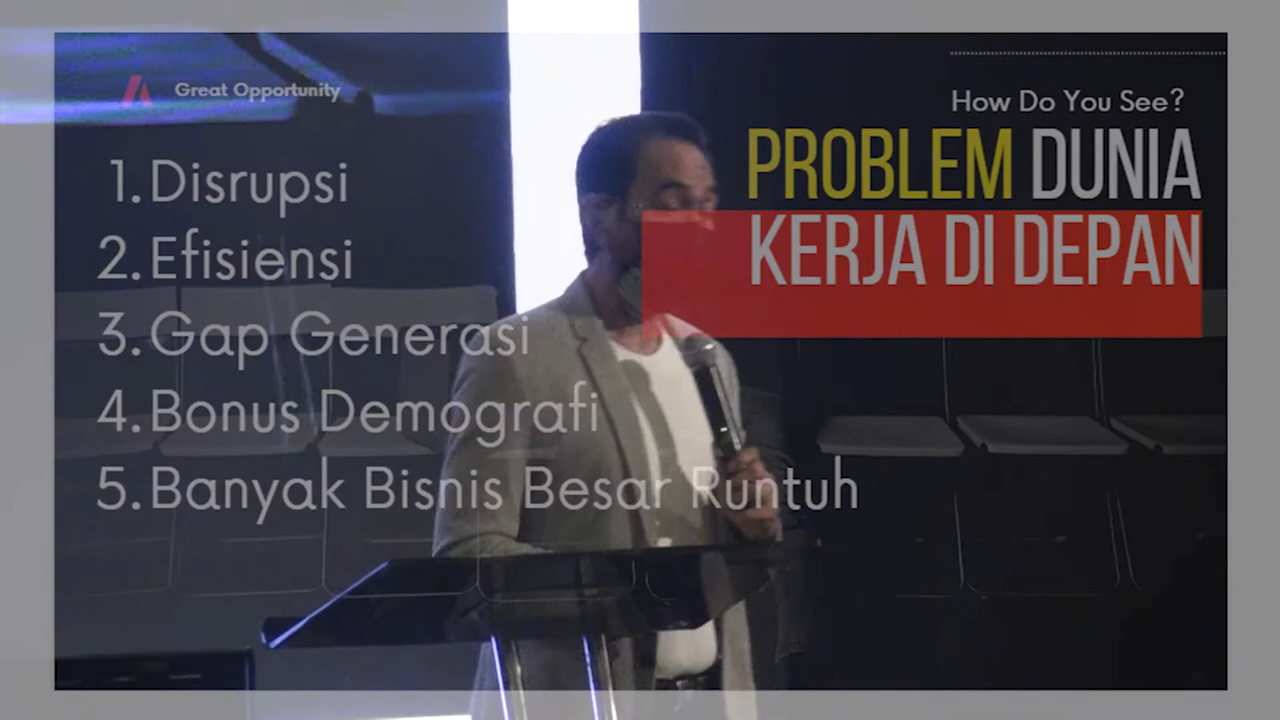 Great Opportunity
How Do You See?
PROBLEM DUNIA
KERJA DI DEPAN
1. Disrupsi
2. Efisiensi
3. Gap Generasi
4. Bonus Demografi
5. Banyak Bisnis Besar Runtuh